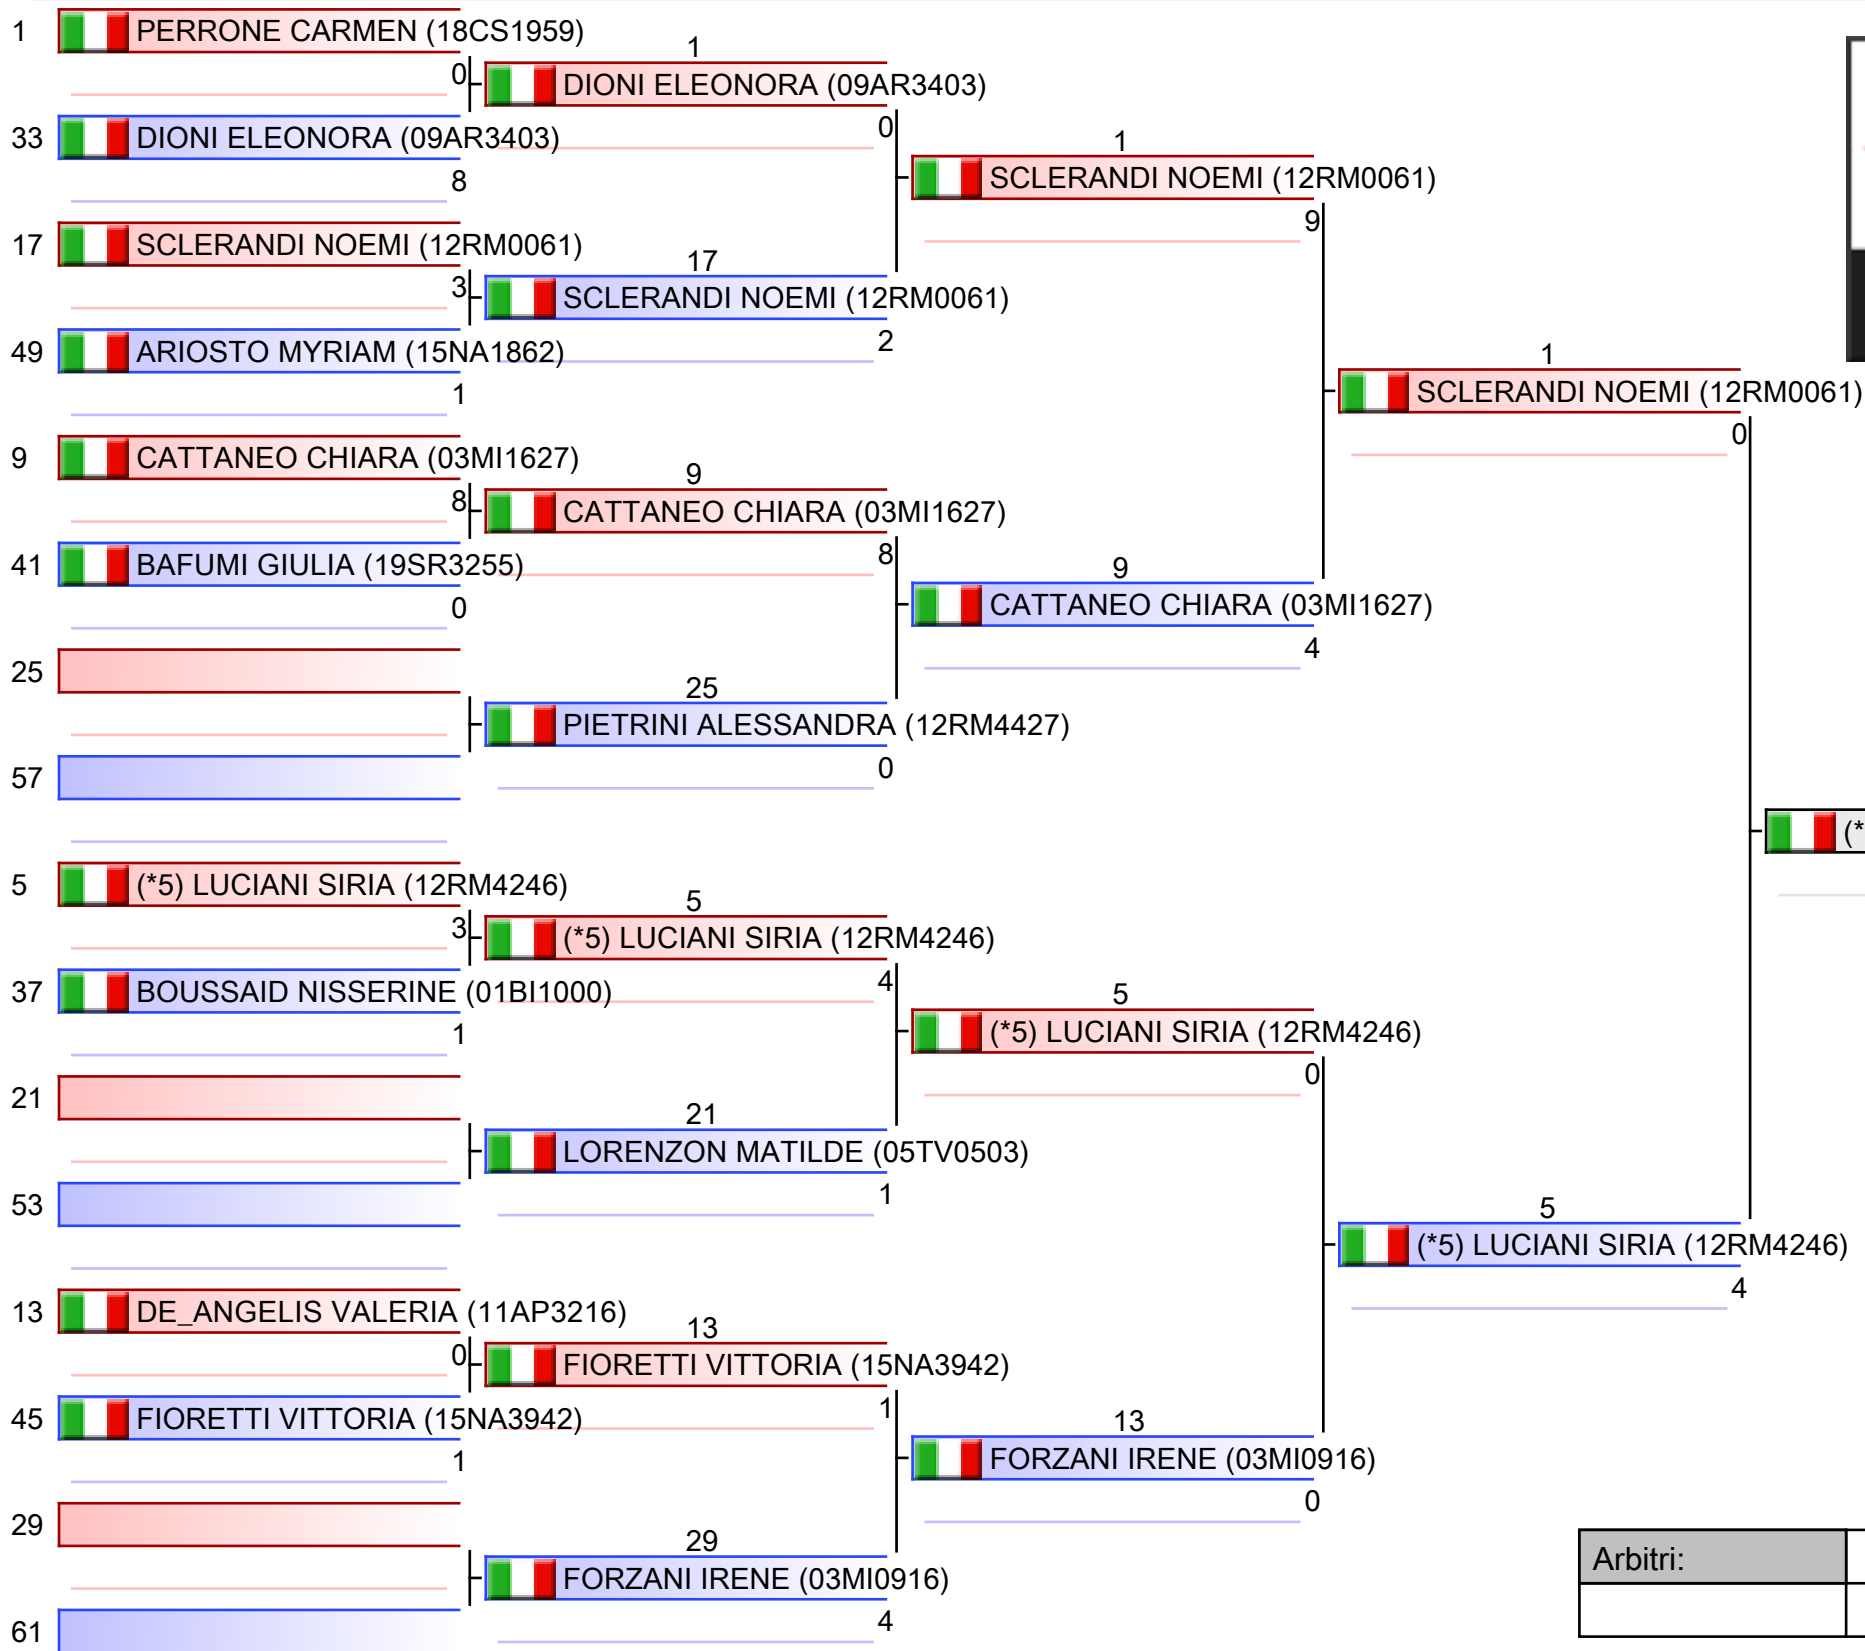 1 PERRONE CARMEN (18CS1959)
0
1
DIONI ELEONORA (09AR3403)
0
33 DIONI ELEONORA (09AR3403)
8
1
SCLERANDI NOEMI (12RM0061)
9
17 SCLERANDI NOEMI (12RM0061)
3
17
SCLERANDI NOEMI (12RM0061)
2
49 ARIOSTO MYRIAM (15NA1862)
1
1
SCLERANDI NOEMI (12RM0061)
0
9 CATTANEO CHIARA (03MI1627)
8
9
CATTANEO CHIARA (03MI1627)
8
41 BAFUMI GIULIA (19SR3255)
0
9
CATTANEO CHIARA (03MI1627)
4
25
25
PIETRINI ALESSANDRA (12RM4427)
0
57
(*
5 (*5) LUCIANI SIRIA (12RM4246)
3
5
(*5) LUCIANI SIRIA (12RM4246)
4
37 BOUSSAID NISSERINE (01BI1000)
1
5
(*5) LUCIANI SIRIA (12RM4246)
0
21
21
LORENZON MATILDE (05TV0503)
1
53
5
(*5) LUCIANI SIRIA (12RM4246)
4
13 DE_ANGELIS VALERIA (11AP3216)
0
13
FIORETTI VITTORIA (15NA3942)
1
45 FIORETTI VITTORIA (15NA3942)
1
13
FORZANI IRENE (03MI0916)
0
29
29
FORZANI IRENE (03MI0916)
4
61
Arbitri: